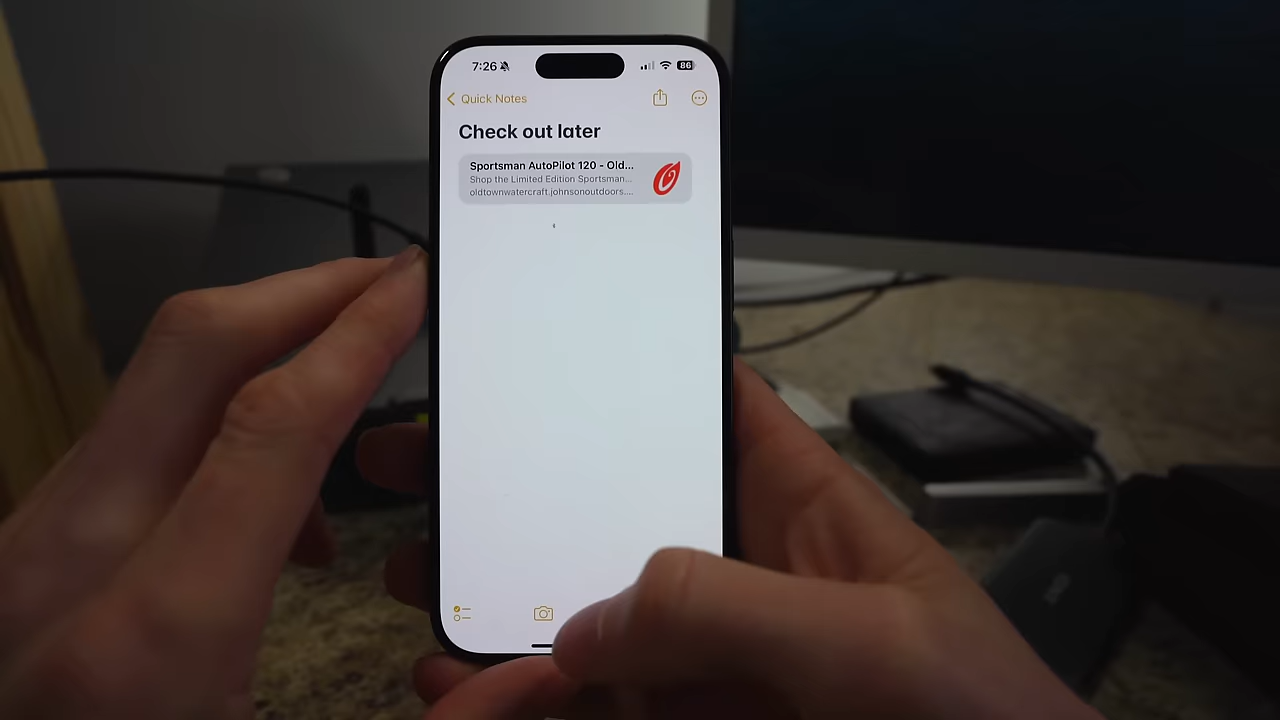 7:26
86
Quick Notes
Check out later
Sportsman AutoPilot 120 - Old...
Shop the Limited Edition Sportsman...
oldtownwatercraft.johnsonoutdoors....